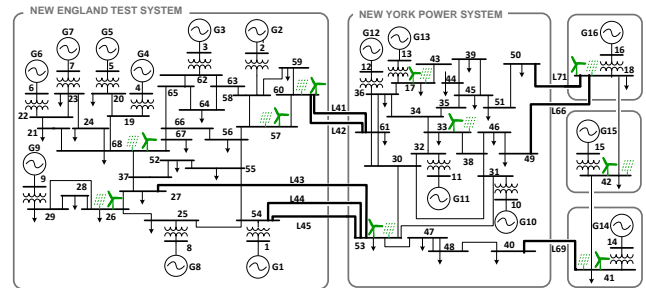 NEW ENGLAND TEST SYSTEM
NEW YORK POWER SYSTEM
G6 G7 G5 G4 G3 G2 59
G12 G13 43 39 50 G16
6 7 5 4 3 2 60
12 13 17 44 L71 16 18
22 23 20 62 63 58
36 35 45 51
21 24 19 65 64 57 L41
34 L66
68 66 67 56 L42 61 33 46 G15
G9 52 55 30 32 38 49 15
9 37 L43 11 31 42
28 27 L44 G11 10
29 26 25 54 L45 53 47 G10 G14
8 1 48 40 L69 14
G8 G1 41